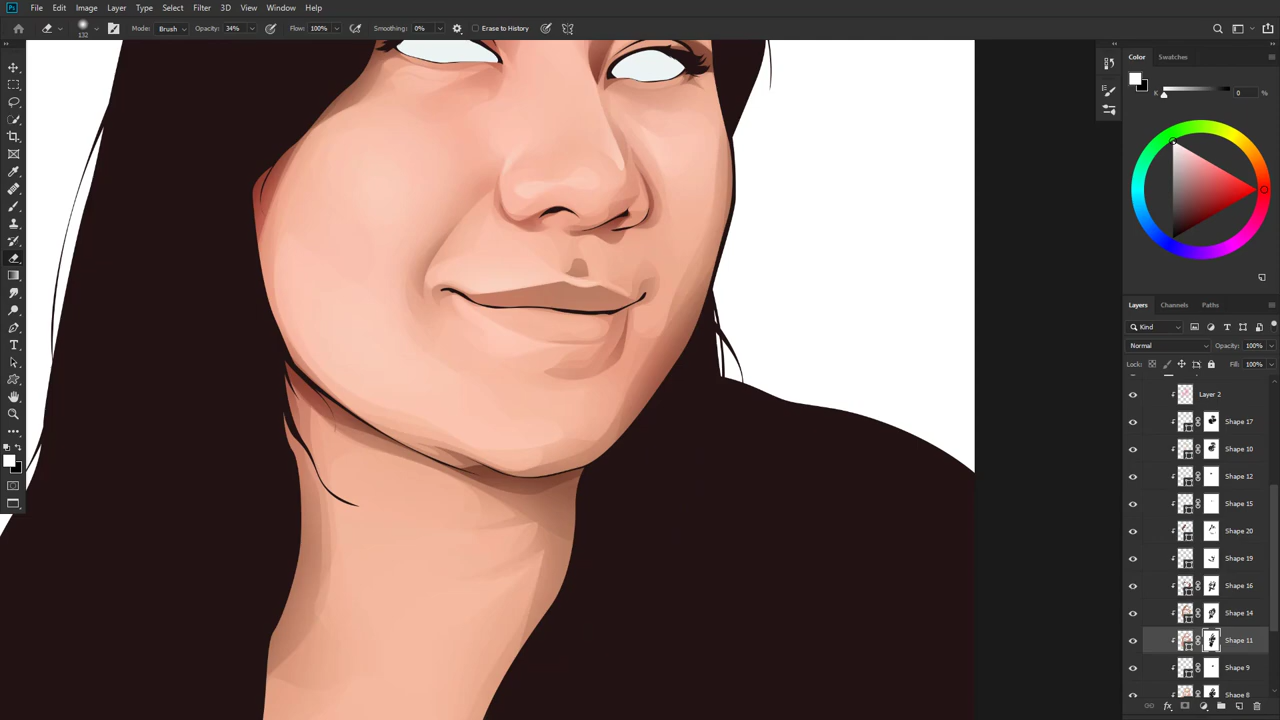 Ps File Edit Image Layer Type Select Filter 3D View Window Help
132 Mode: Brush Opacity: 34% Flow: 100% Smoothing: 0% Erase to History
Color Swatches
K 0 %
Layers Channels Paths
Kind
Normal Opacity: 100%
Lock: Fill: 100%
Layer 2
Shape 17
Shape 10
Shape 12
Shape 15
Shape 20
Shape 19
Shape 16
Shape 14
Shape 11
Shape 9
Shape 8